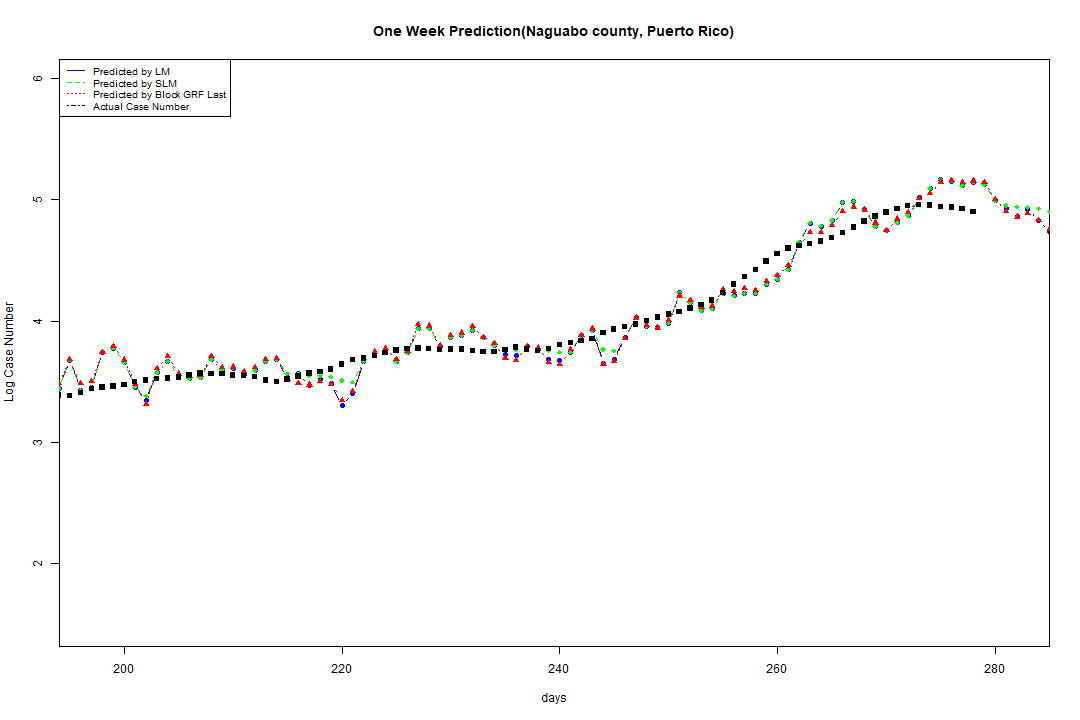 One Week Prediction(Naguabo county, Puerto Rico)
Predicted by LM
Predicted by SLM
Predicted by Block GRF Last
Actual Case Number
6
5
4
3
2
Log Case Number
200 220 240 260 280
days